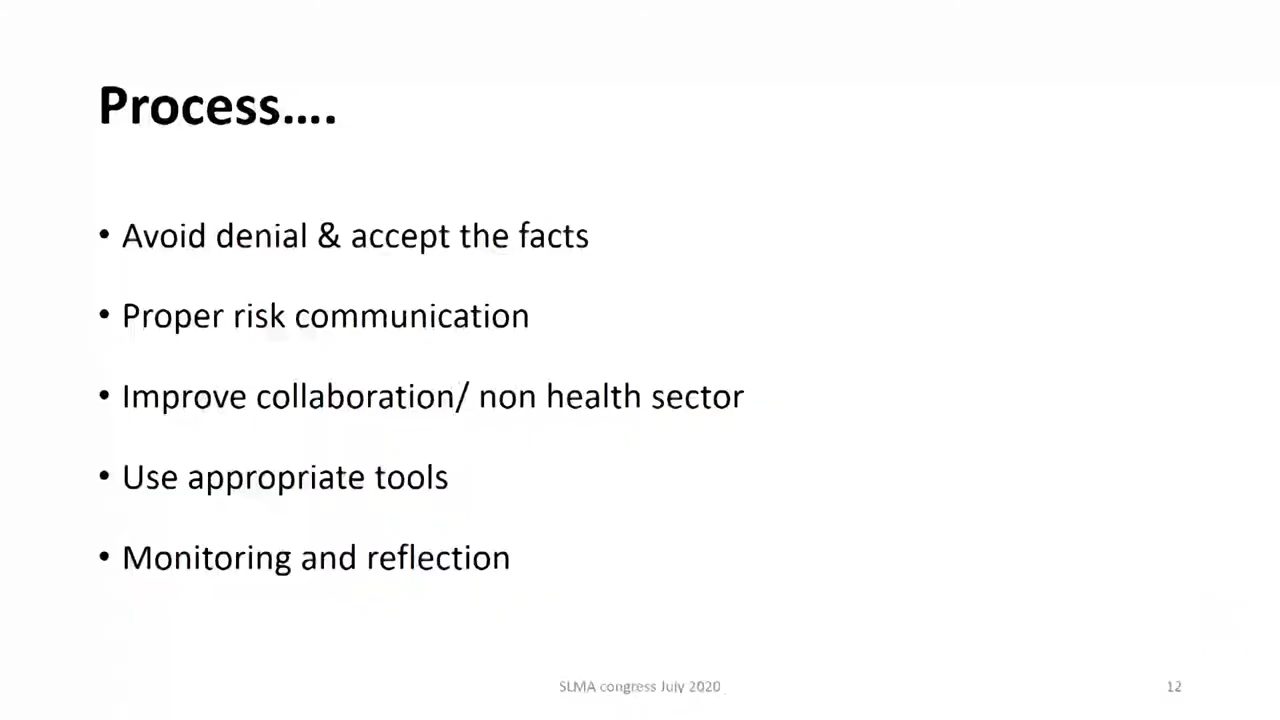 Process....
• Avoid denial & accept the facts
• Proper risk communication
• Improve collaboration/ non health sector
• Use appropriate tools
• Monitoring and reflection
SLMA congress July 2020
12